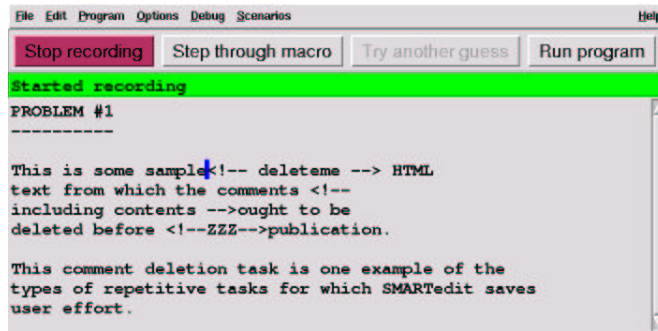 File Edit Program Options Debug Scenarios Help
Stop recording Step through macro Try another guess Run program
Started recording
PROBLEM #1
----------
This is some sample<!-- deleteme --> HTML
text from which the comments <!--
including contents -->ought to be
deleted before <!--ZZZ-->publication.
This comment deletion task is one example of the
types of repetitive tasks for which SMARTedit saves
user effort.